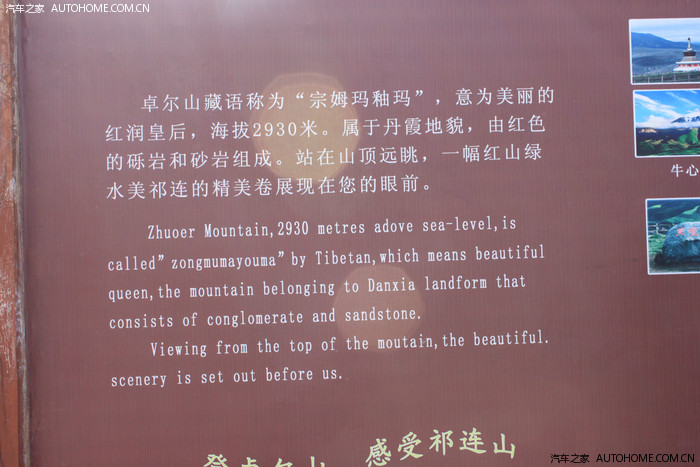 汽车之家 AUTOHOME.COM.CN
卓尔山藏语称为“宗姆玛釉玛”，意为美丽的
红润皇后，海拔2930米。属于丹霞地貌，由红色
的砾岩和砂岩组成。站在山顶远眺，一幅红山绿
水美祁连的精美卷展现在您的眼前。
Zhuoer Mountain,2930 metres adove sea-level,is
called”zongmumayouma”by Tibetan,which means beautiful
queen,the mountain belonging to Danxia landform that
consists of conglomerate and sandstone.
Viewing from the top of the moutain,the beautiful.
scenery is set out before us.
牛心
登卓尔山 感受祁连山
汽车之家 AUTOHOME.COM.CN